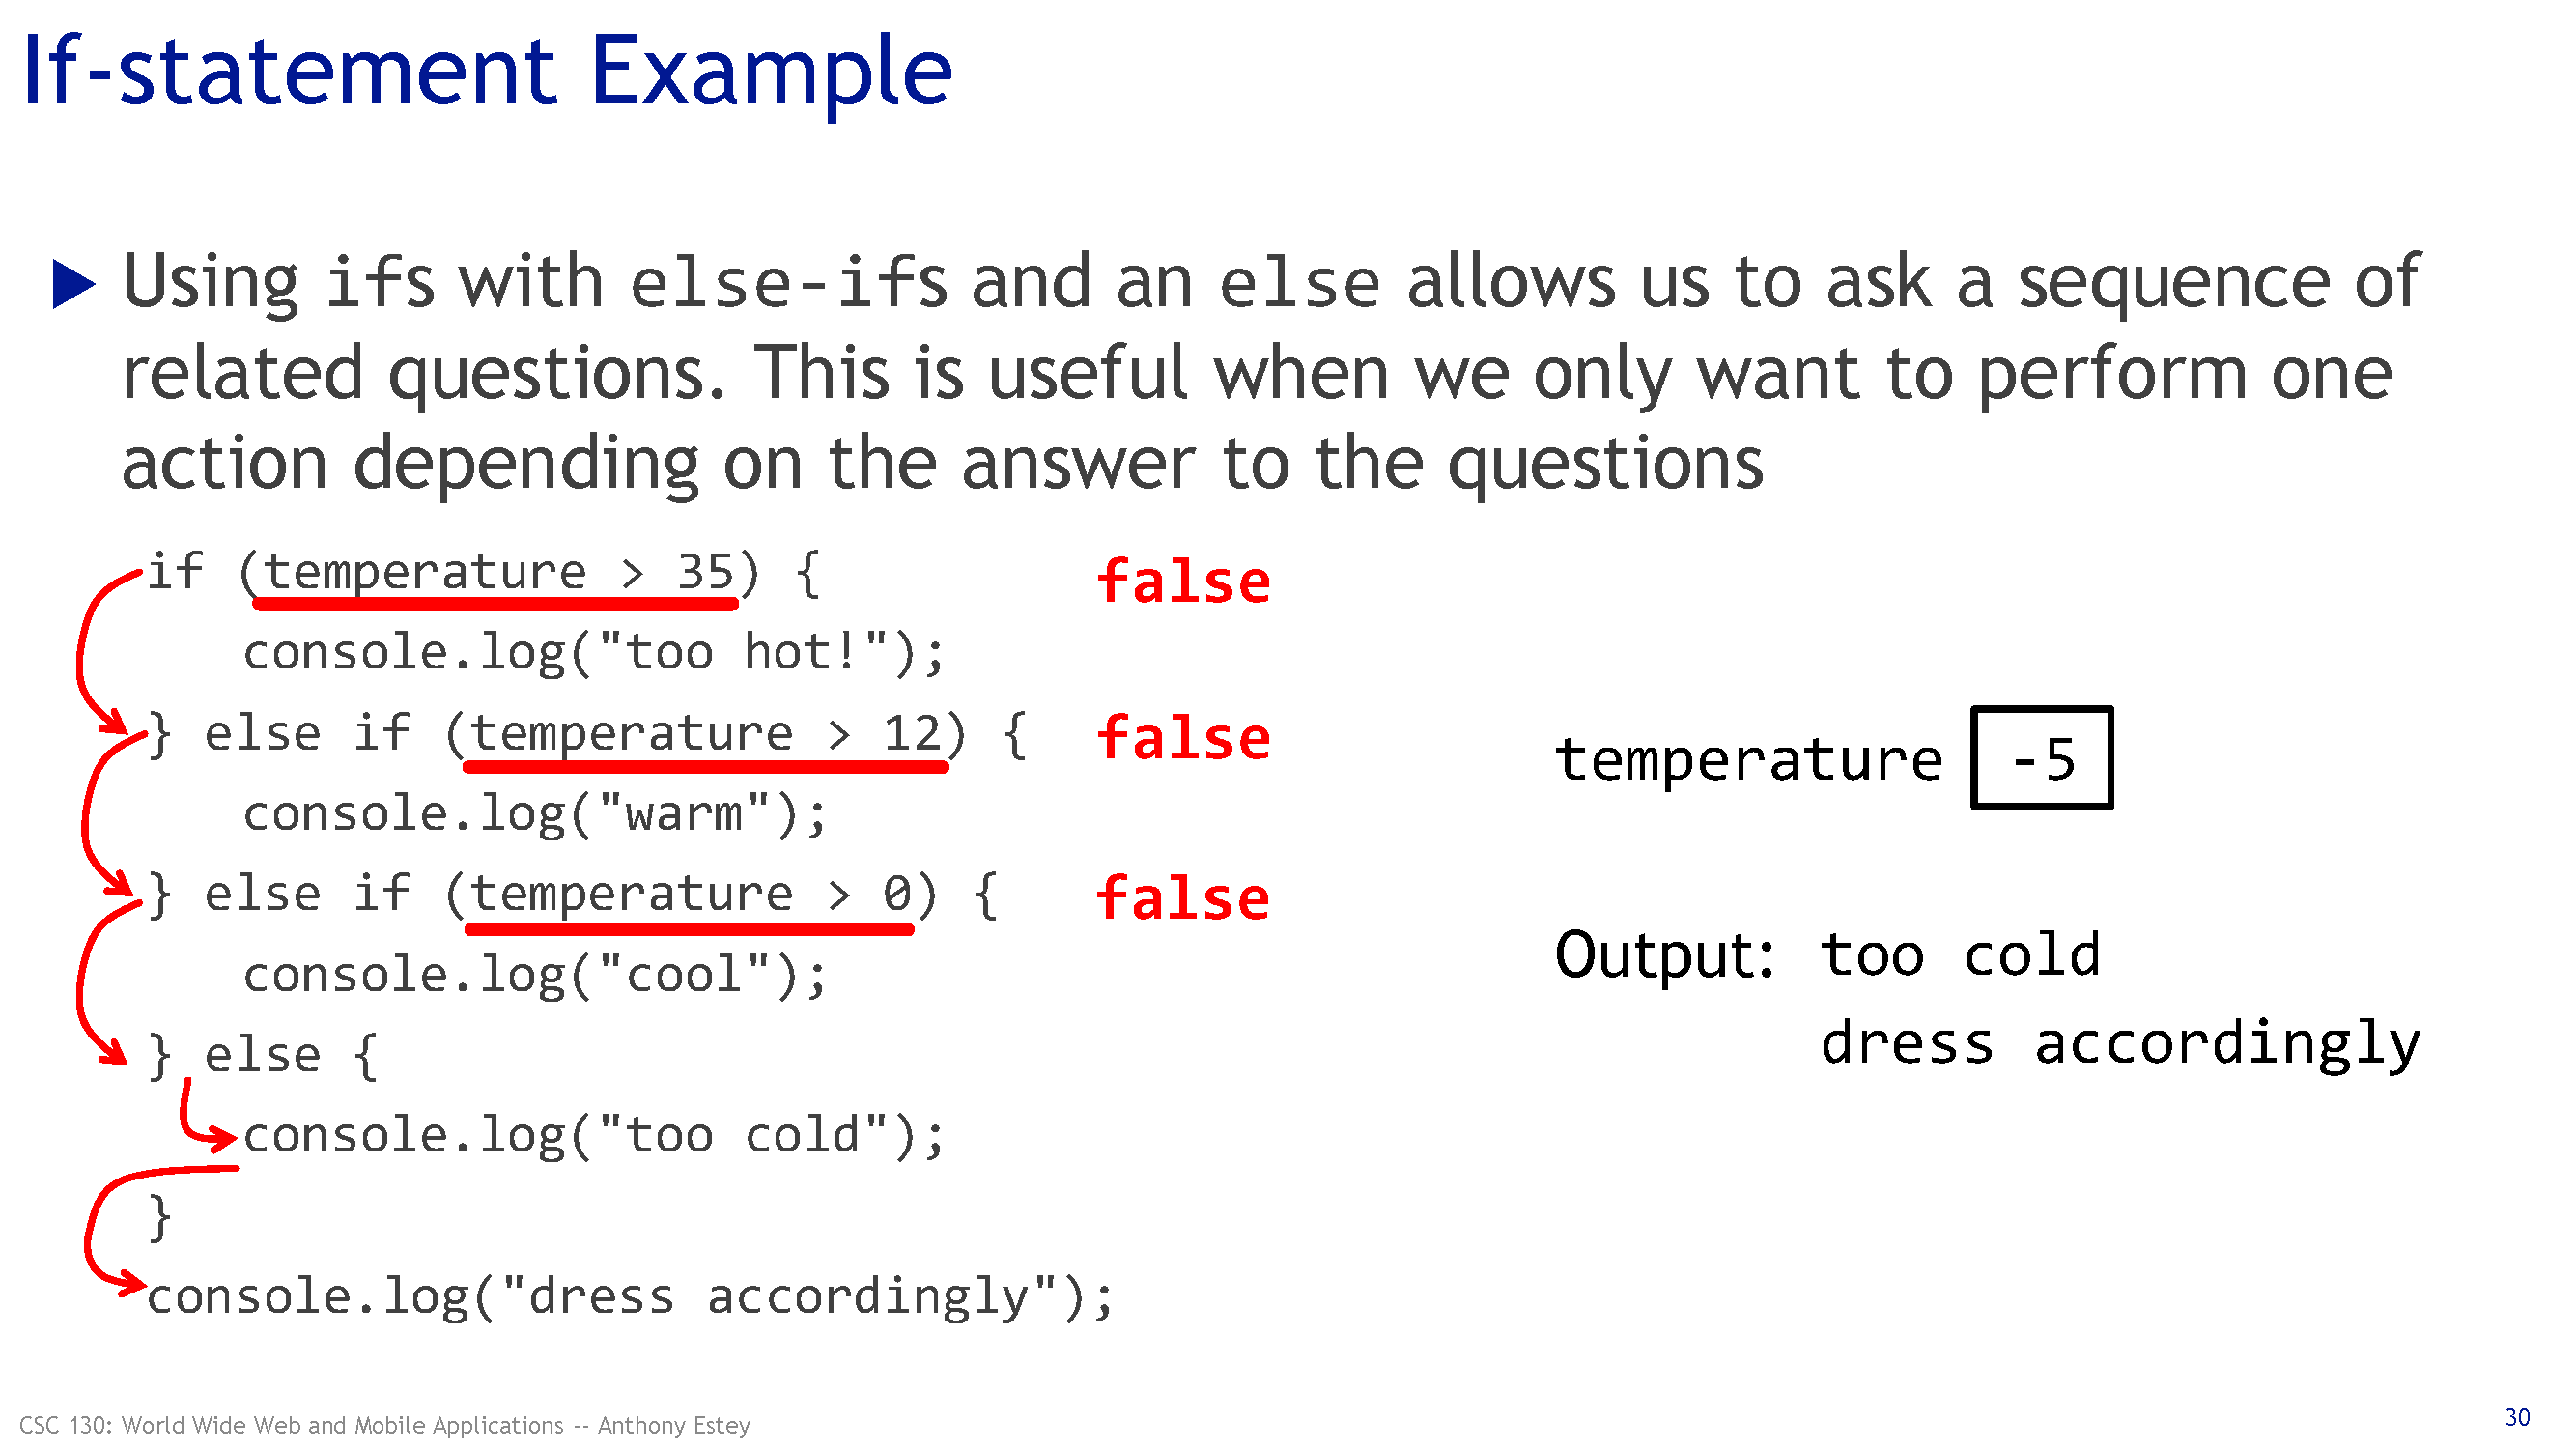 If-statement Example
Using ifs with else-ifs and an else allows us to ask a sequence of
related questions. This is useful when we only want to perform one
action depending on the answer to the questions
if (temperature > 35) { false
console.log("too hot!");
} else if (temperature > 12) { false
console.log("warm");
} else if (temperature > 0) { false
console.log("cool");
} else {
console.log("too cold");
}
console.log("dress accordingly");
temperature -5
Output: too cold
dress accordingly
CSC 130: World Wide Web and Mobile Applications -- Anthony Estey
30